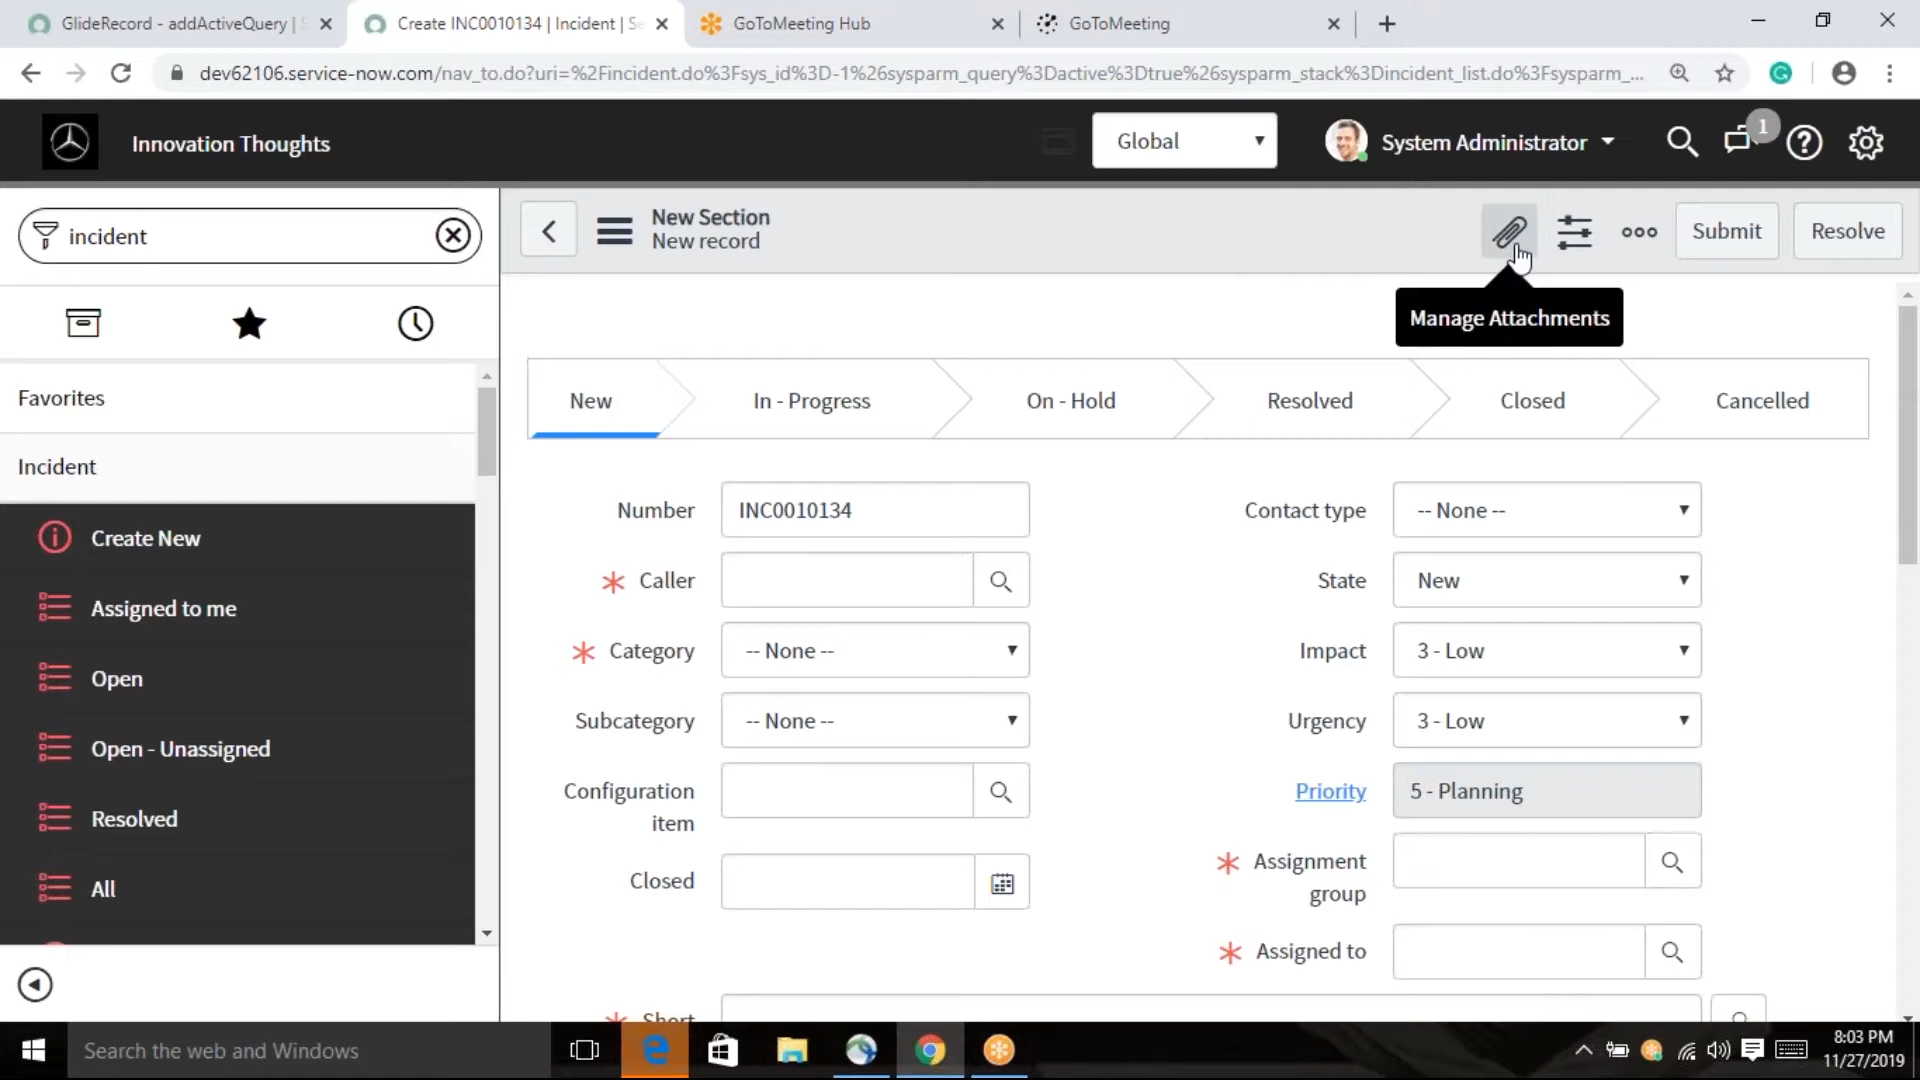 GlideRecord - addActiveQuery | S
Create INC0010134 | Incident | Se
GoToMeeting Hub
GoToMeeting
dev62106.service-now.com/nav_to.do?uri=%2Fincident.do%3Fsys_id%3D-1%26sysparm_query%3Dactive%3Dtrue%26sysparm_stack%3Dincident_list.do%3Fsysparm_...
Innovation Thoughts
Global
System Administrator
1
incident
New Section
New record
Submit
Resolve
Manage Attachments
Favorites
Incident
Create New
Assigned to me
Open
Open - Unassigned
Resolved
All
New
In - Progress
On - Hold
Resolved
Closed
Cancelled
Number
INC0010134
Contact type
-- None --
Caller
State
New
Category
-- None --
Impact
3 - Low
Subcategory
-- None --
Urgency
3 - Low
Configuration
item
Priority
5 - Planning
Closed
Assignment
group
Assigned to
Short
Search the web and Windows
8:03 PM
11/27/2019